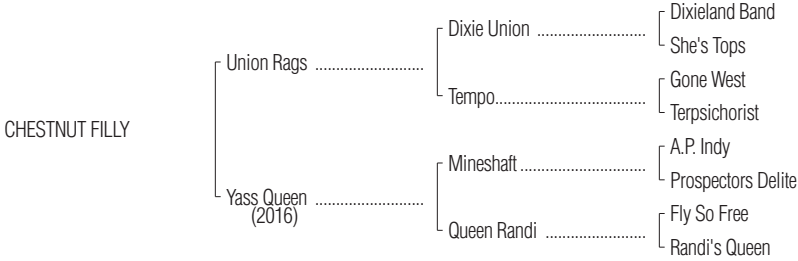 Dixieland Band
Dixie Union ........................
She's Tops
Union Rags ........................
Gone West
Tempo.................................
Terpsichorist
CHESTNUT FILLY
A.P. Indy
Mineshaft ............................
Prospectors Delite
Yass Queen ........................
(2016)
Fly So Free
Queen Randi ......................
Randi's Queen